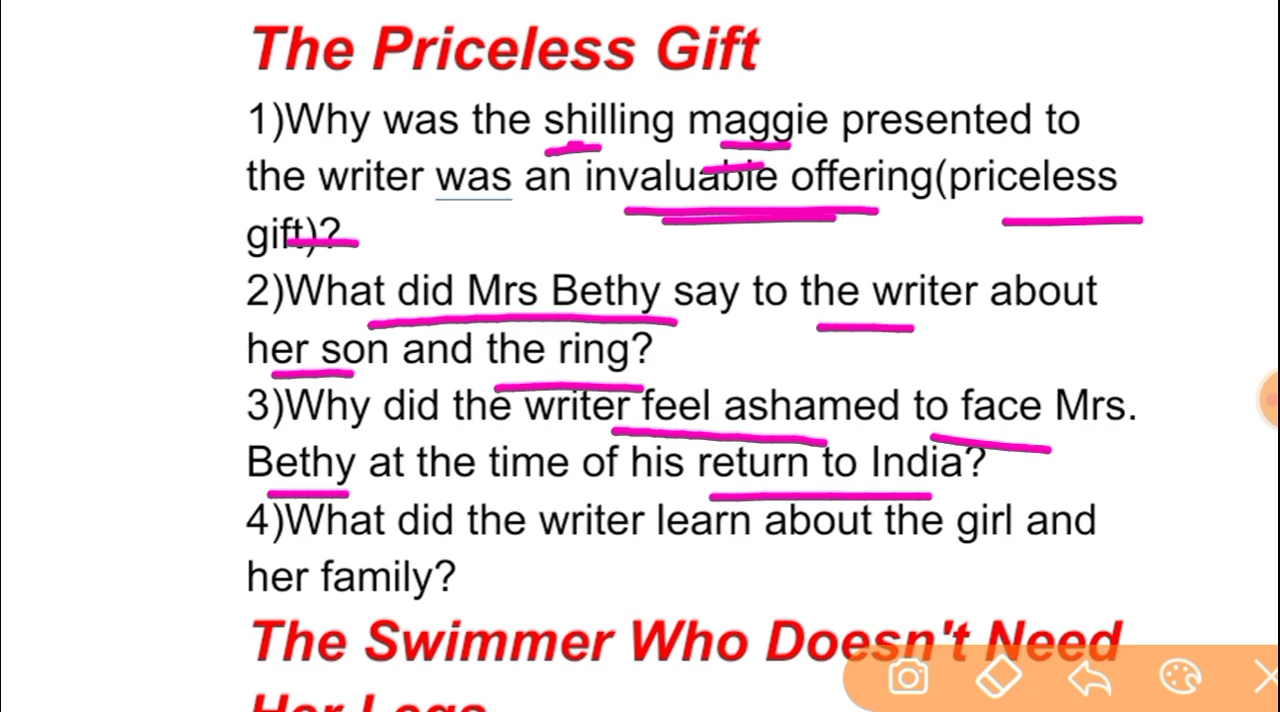 The Priceless Gift
1)Why was the shilling maggie presented to
the writer was an invaluable offering(priceless
gift)?
2)What did Mrs Bethy say to the writer about
her son and the ring?
3)Why did the writer feel ashamed to face Mrs.
Bethy at the time of his return to India?
4)What did the writer learn about the girl and
her family?
The Swimmer Who Doesn't Need
Her Legs